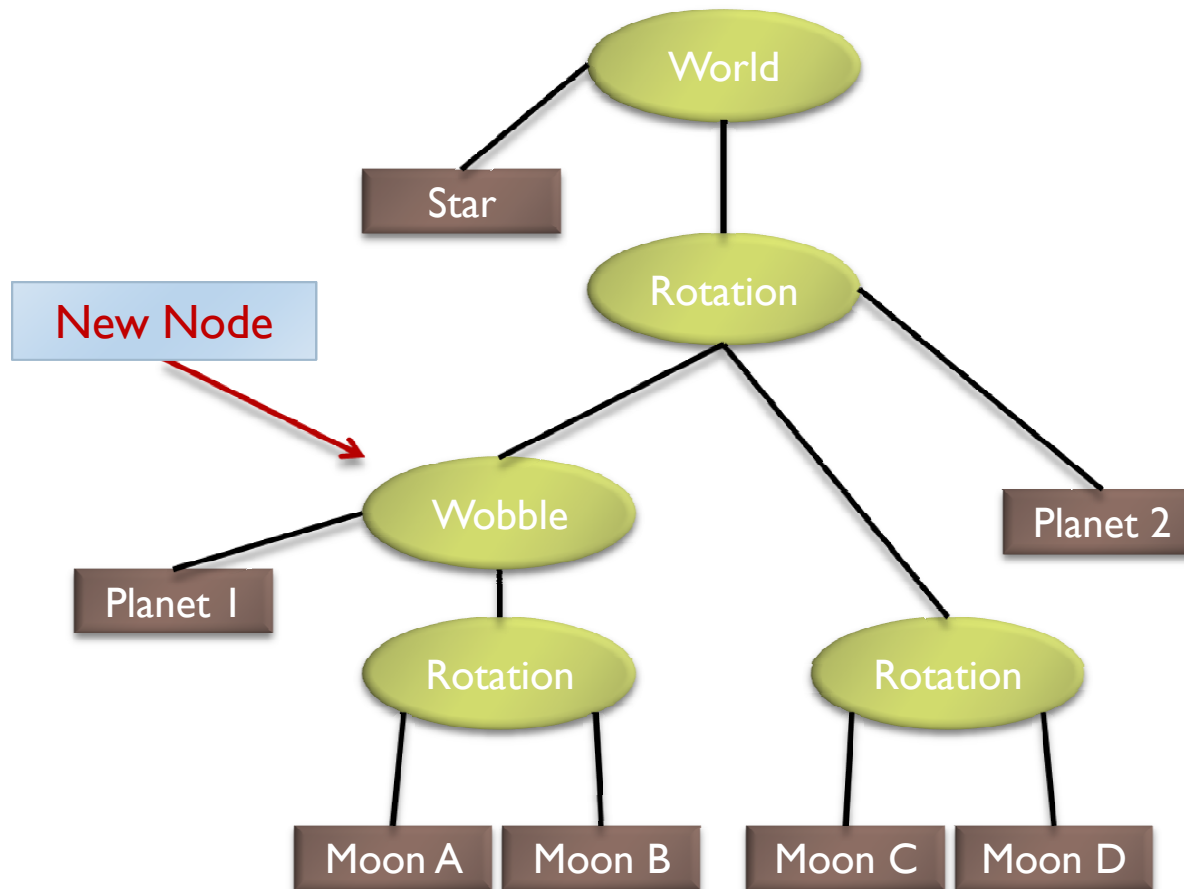 World
Star
Rotation
New Node
Wobble
Planet 2
Planet 1
Rotation
Rotation
Moon A
Moon B
Moon C
Moon D